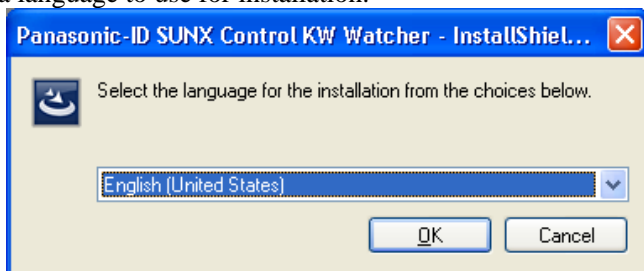 a language to use for installation.
Panasonic-ID SUNX Control KW Watcher - InstallShiel...
Select the language for the installation from the choices below.
English (United States)
OK Cancel